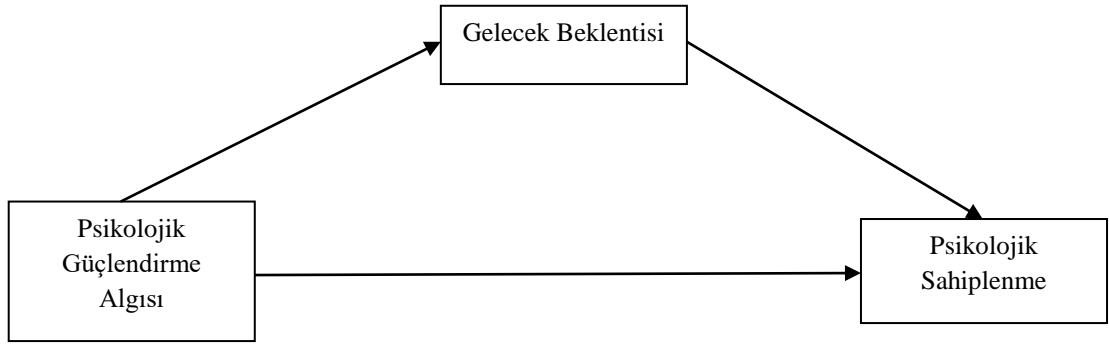 Gelecek Beklentisi
Psikolojik
Güçlendirme
Algısı
Psikolojik
Sahiplenme